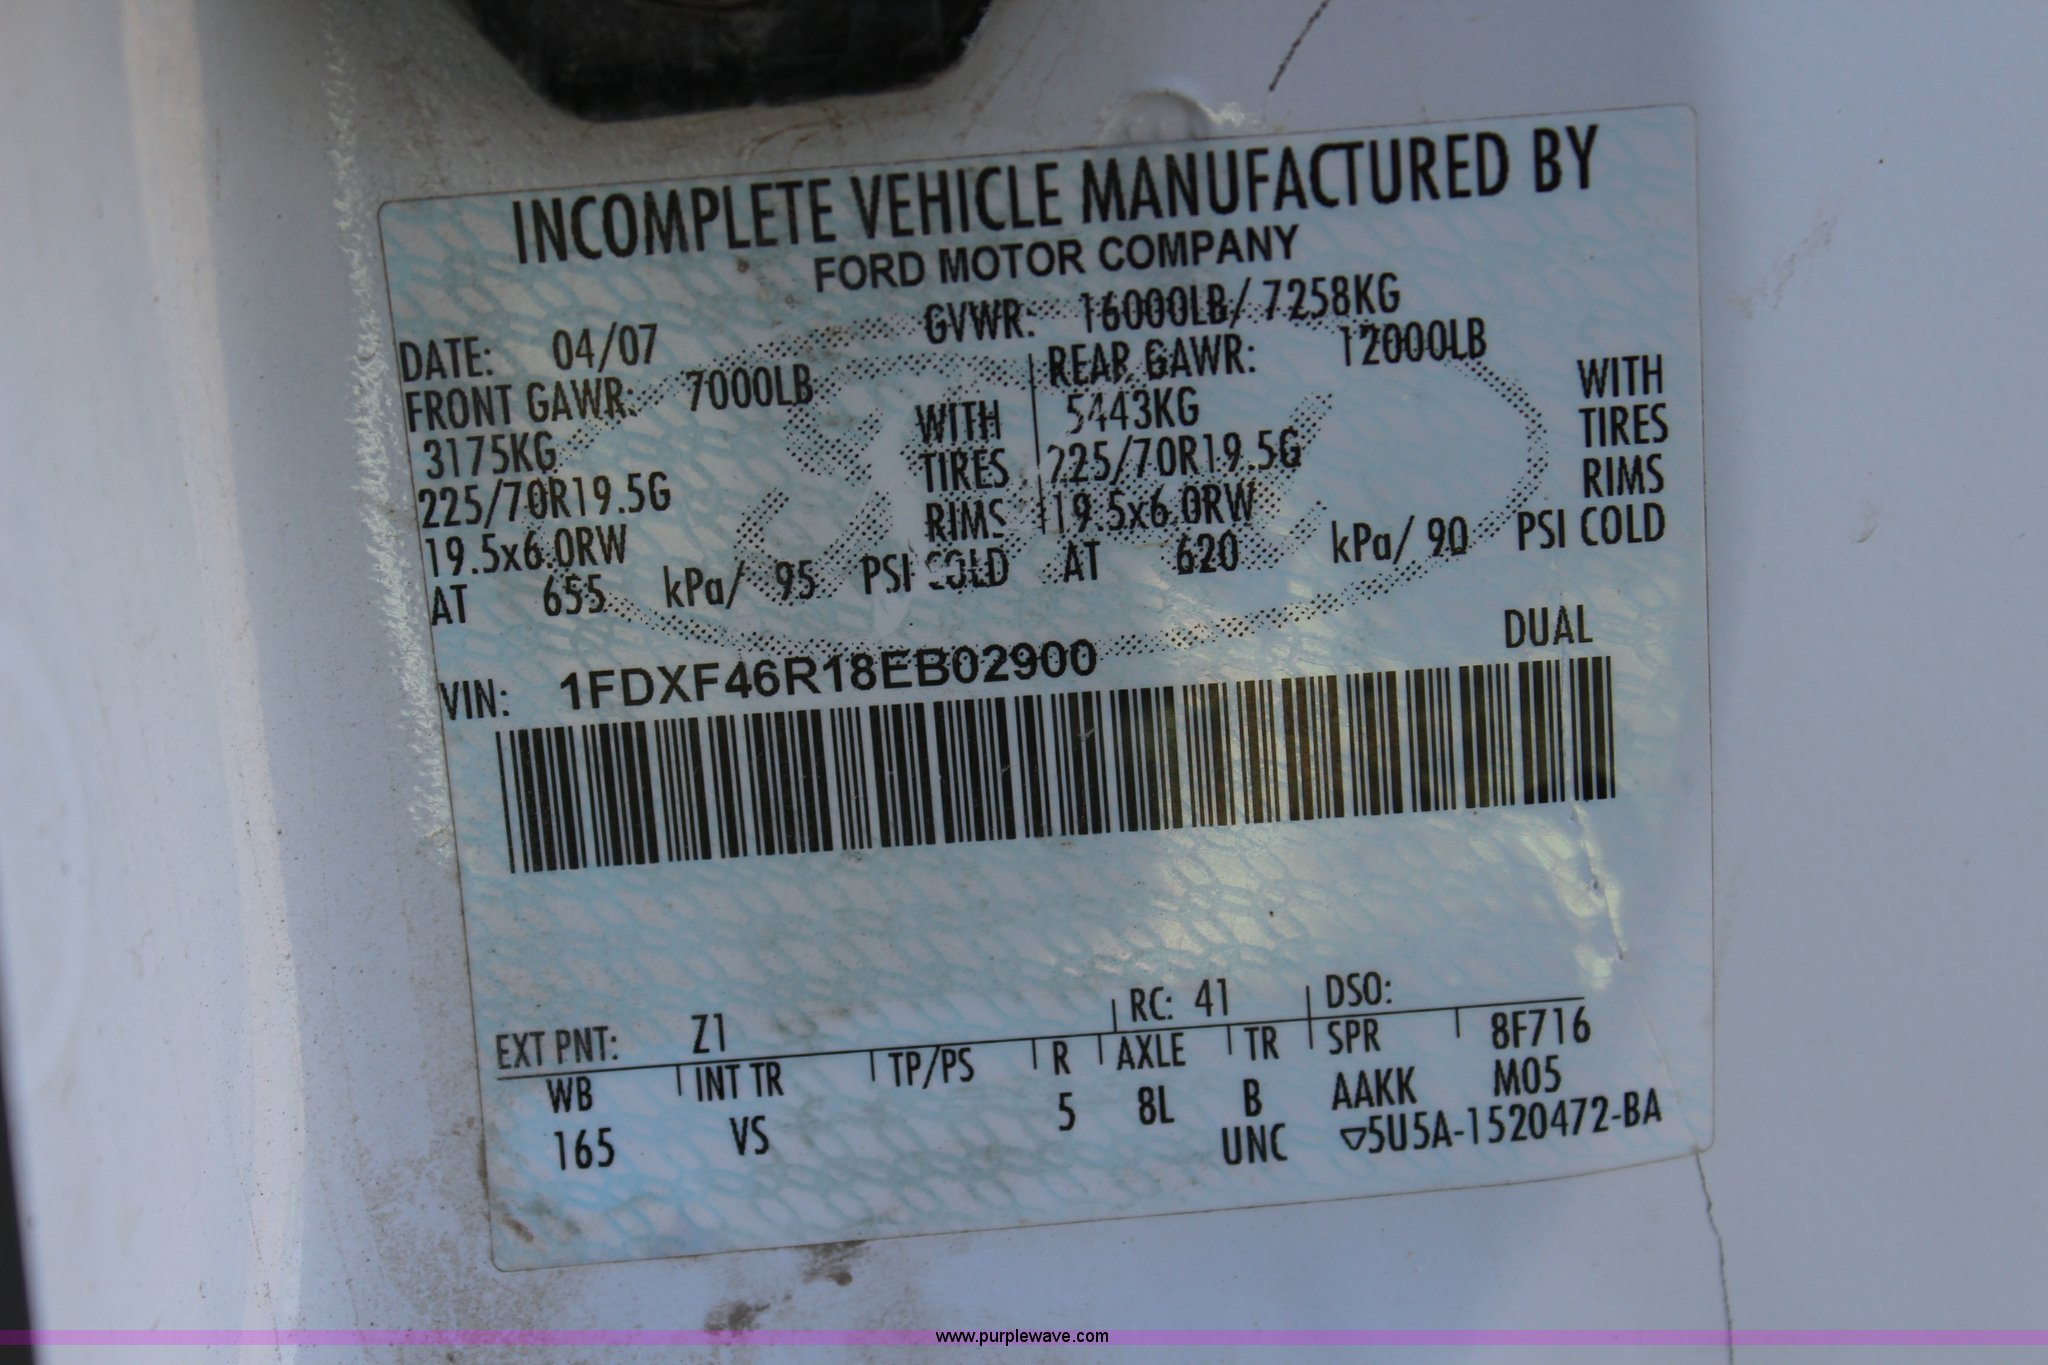 INCOMPLETE VEHICLE MANUFACTURED BY
FORD MOTOR COMPANY
DATE: 04/07 GVWR: 16000LB/ 7258KG
FRONT GAWR: 7000LB REAR GAWR: 12000LB
3175KG WITH 5443KG WITH
225/70R19.5G TIRES 225/70R19.5G TIRES
19.5x6.0RW RIMS 19.5x6.0RW RIMS
AT 655 kPa/ 95 PSI COLD AT 620 kPa/ 90 PSI COLD
VIN: 1FDXF46R18EB02900 DUAL
EXT PNT: Z1 RC: 41 DSO:
WB INT TR TP/PS R AXLE TR SPR 8F716
165 VS 5 8L B AAKK M05
UNC ▽5U5A-1520472-BA
www.purplewave.com